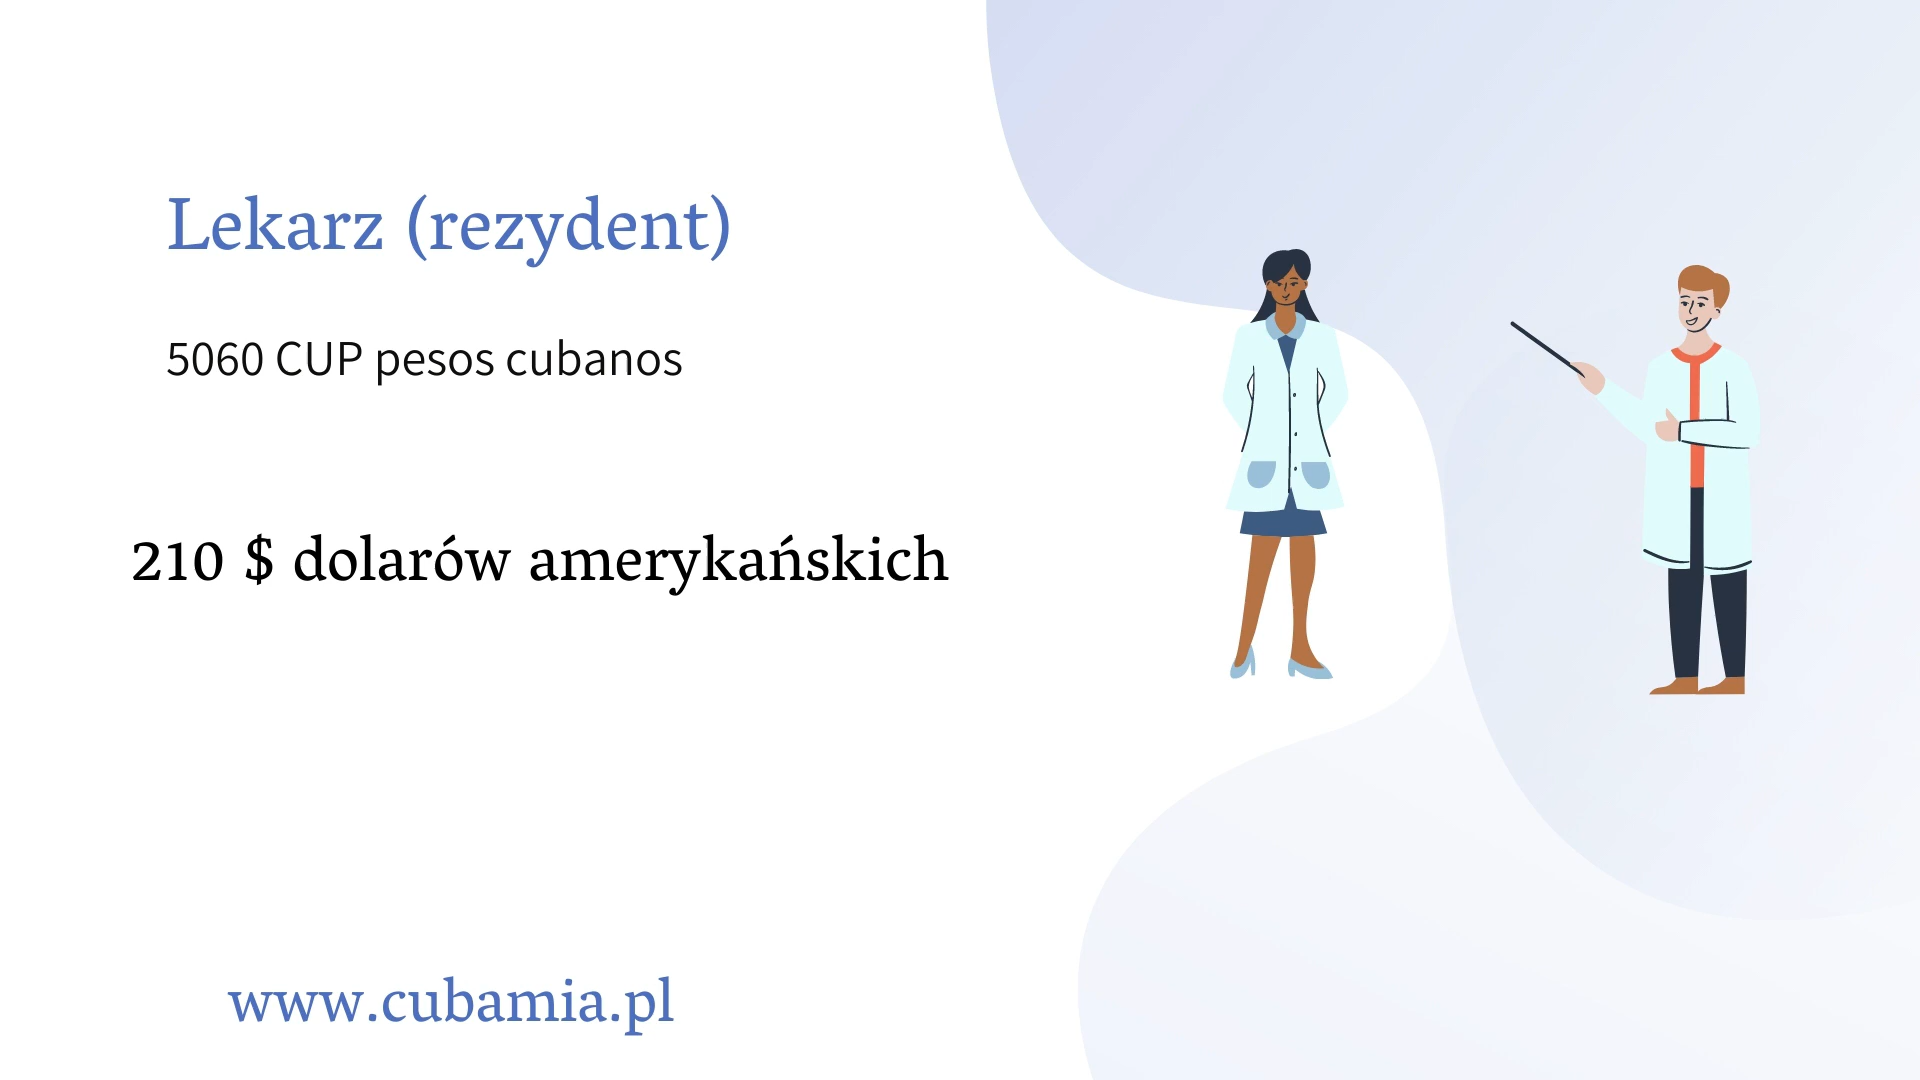 Lekarz (rezydent)
5060 CUP pesos cubanos
210 $ dolarów amerykańskich
www.cubamia.pl